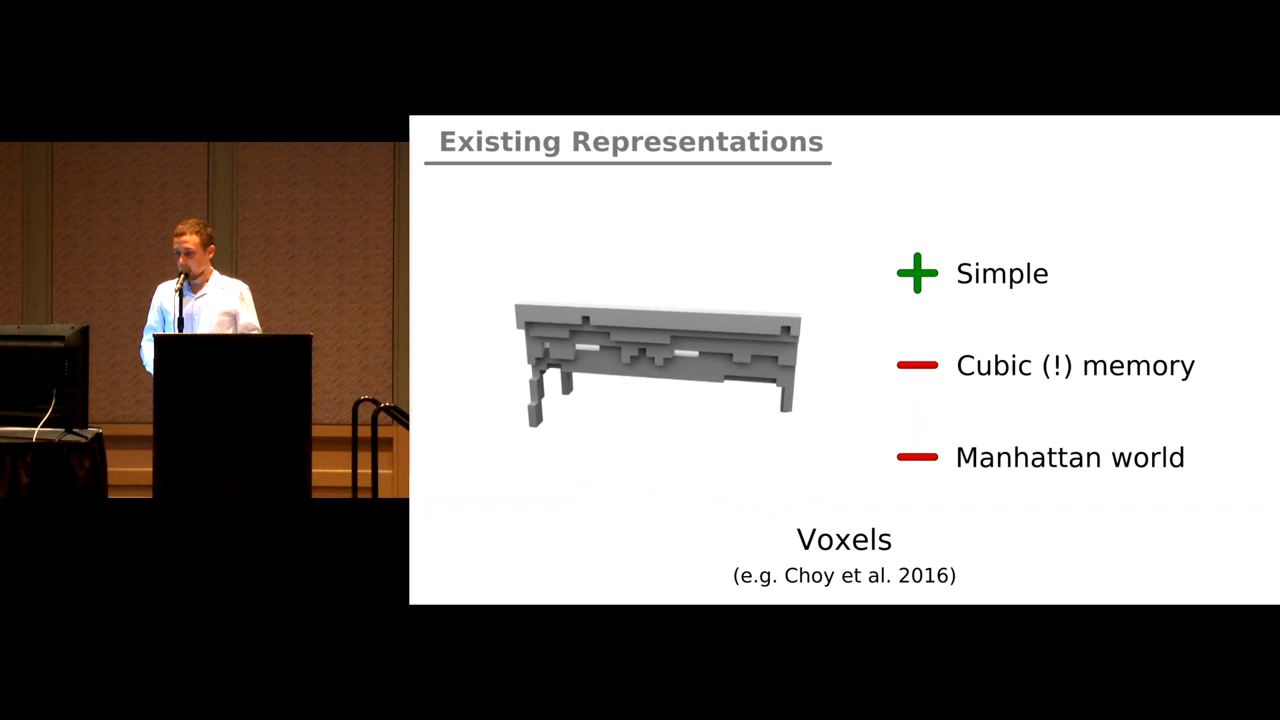 Existing Representations
Simple
Cubic (!) memory
Manhattan world
Voxels
(e.g. Choy et al. 2016)